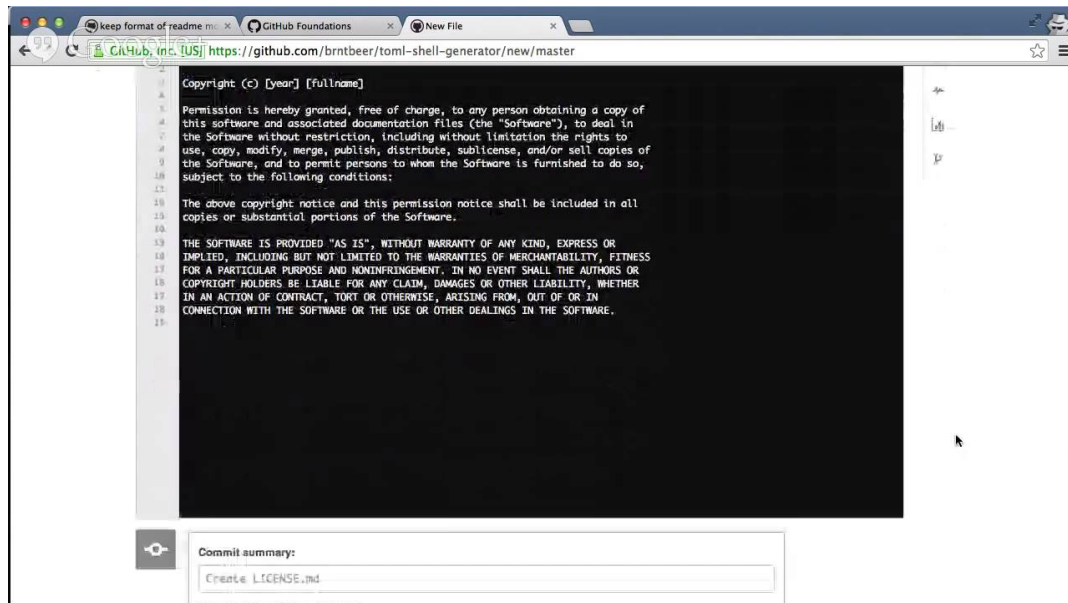 keep format of readme mo
GitHub Foundations
New File
GitHub, Inc. [US] https://github.com/brntbeer/toml-shell-generator/new/master
Copyright (c) [year] [fullname]
Permission is hereby granted, free of charge, to any person obtaining a copy of
this software and associated documentation files (the "Software"), to deal in
the Software without restriction, including without limitation the rights to
use, copy, modify, merge, publish, distribute, sublicense, and/or sell copies of
the Software, and to permit persons to whom the Software is furnished to do so,
subject to the following conditions:
The above copyright notice and this permission notice shall be included in all
copies or substantial portions of the Software.
THE SOFTWARE IS PROVIDED "AS IS", WITHOUT WARRANTY OF ANY KIND, EXPRESS OR
IMPLIED, INCLUDING BUT NOT LIMITED TO THE WARRANTIES OF MERCHANTABILITY, FITNESS
FOR A PARTICULAR PURPOSE AND NONINFRINGEMENT. IN NO EVENT SHALL THE AUTHORS OR
COPYRIGHT HOLDERS BE LIABLE FOR ANY CLAIM, DAMAGES OR OTHER LIABILITY, WHETHER
IN AN ACTION OF CONTRACT, TORT OR OTHERWISE, ARISING FROM, OUT OF OR IN
CONNECTION WITH THE SOFTWARE OR THE USE OR OTHER DEALINGS IN THE SOFTWARE.
Commit summary:
Create LICENSE.md